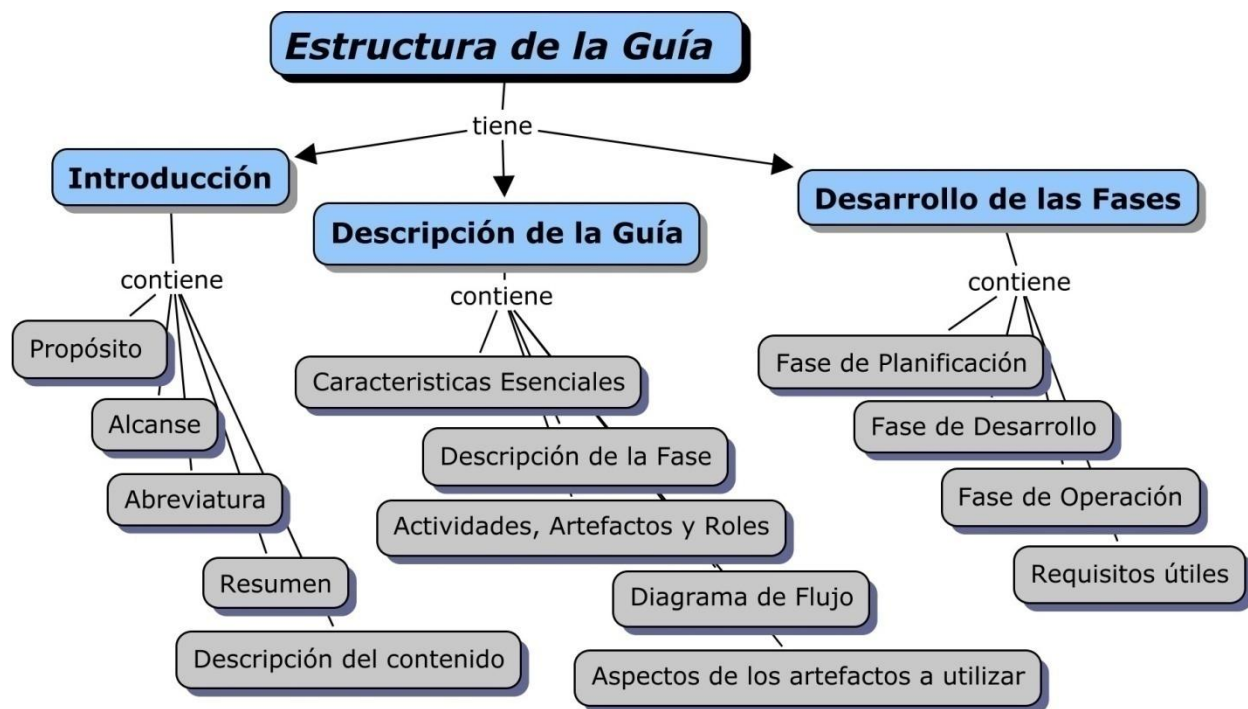 Estructura de la Guía
tiene
Introducción
Descripción de la Guía
Desarrollo de las Fases
contiene
Propósito
Alcanse
Abreviatura
Resumen
Descripción del contenido
contiene
Caracteristicas Esenciales
Descripción de la Fase
Actividades, Artefactos y Roles
Diagrama de Flujo
Aspectos de los artefactos a utilizar
contiene
Fase de Planificación
Fase de Desarrollo
Fase de Operación
Requisitos útiles